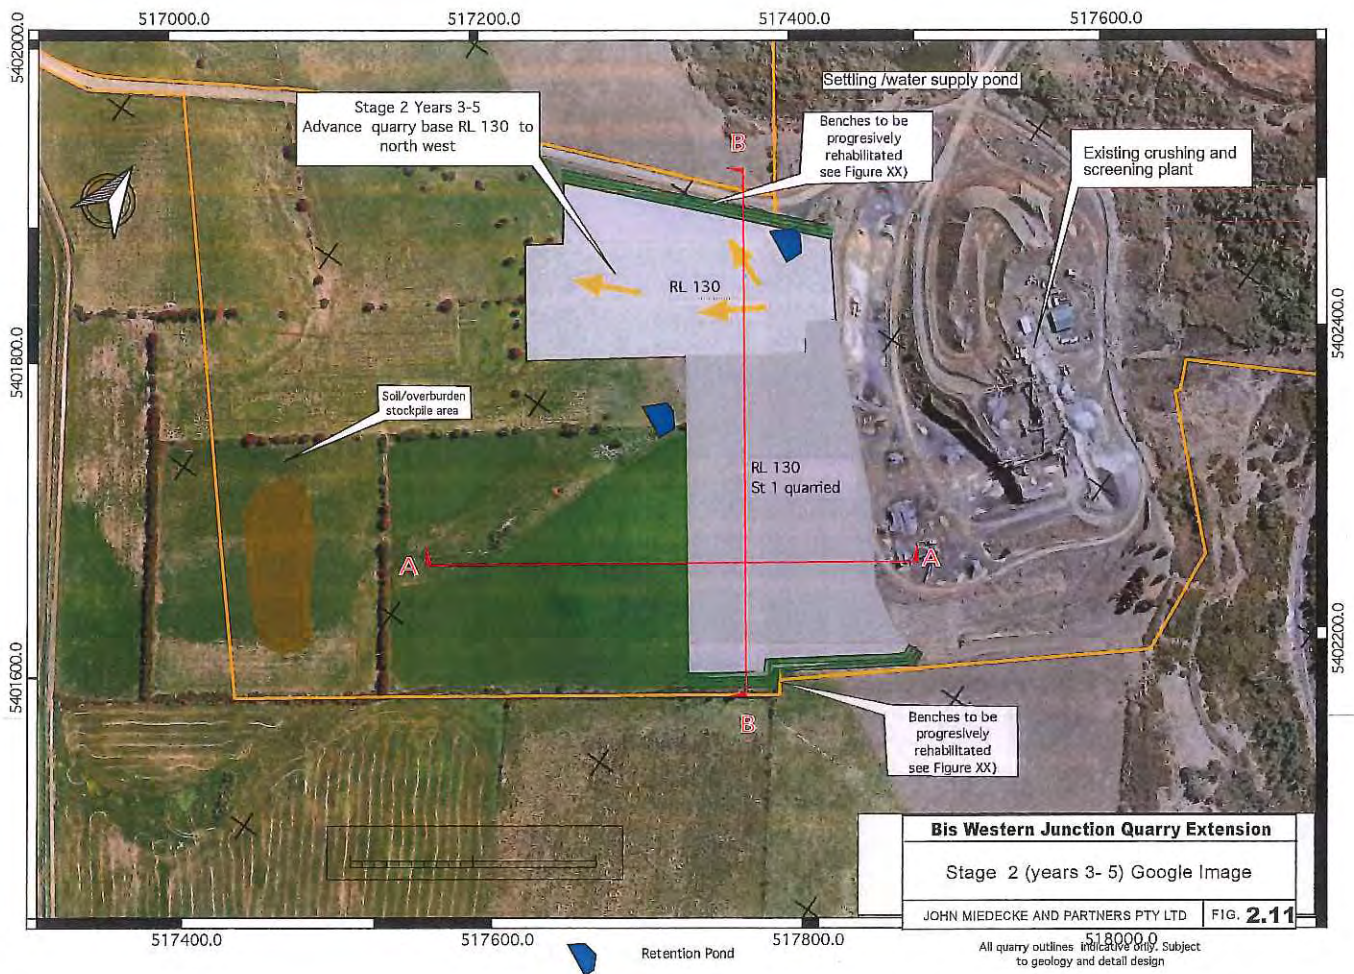 517000.0
517200.0
517400.0
517600.0
5402000.0
Settling /water supply pond
Stage 2 Years 3-5
Advance quarry base RL 130 to
north west
Benches to be
progresively
rehabilitated
see Figure XX)
B
Existing crushing and
screening plant
RL 130
5402400.0
5401800.0
Soil/overburden
stockpile area
RL 130
St 1 quarried
A
A
5402200.0
5401600.0
B
Benches to be
progresively
rehabilitated
see Figure XX)
Bis Western Junction Quarry Extension
Stage 2 (years 3- 5) Google Image
JOHN MIEDECKE AND PARTNERS PTY LTD
FIG. 2.11
517400.0
517600.0
517800.0
518000.0
Retention Pond
All quarry outlines indicative only. Subject
to geology and detail design